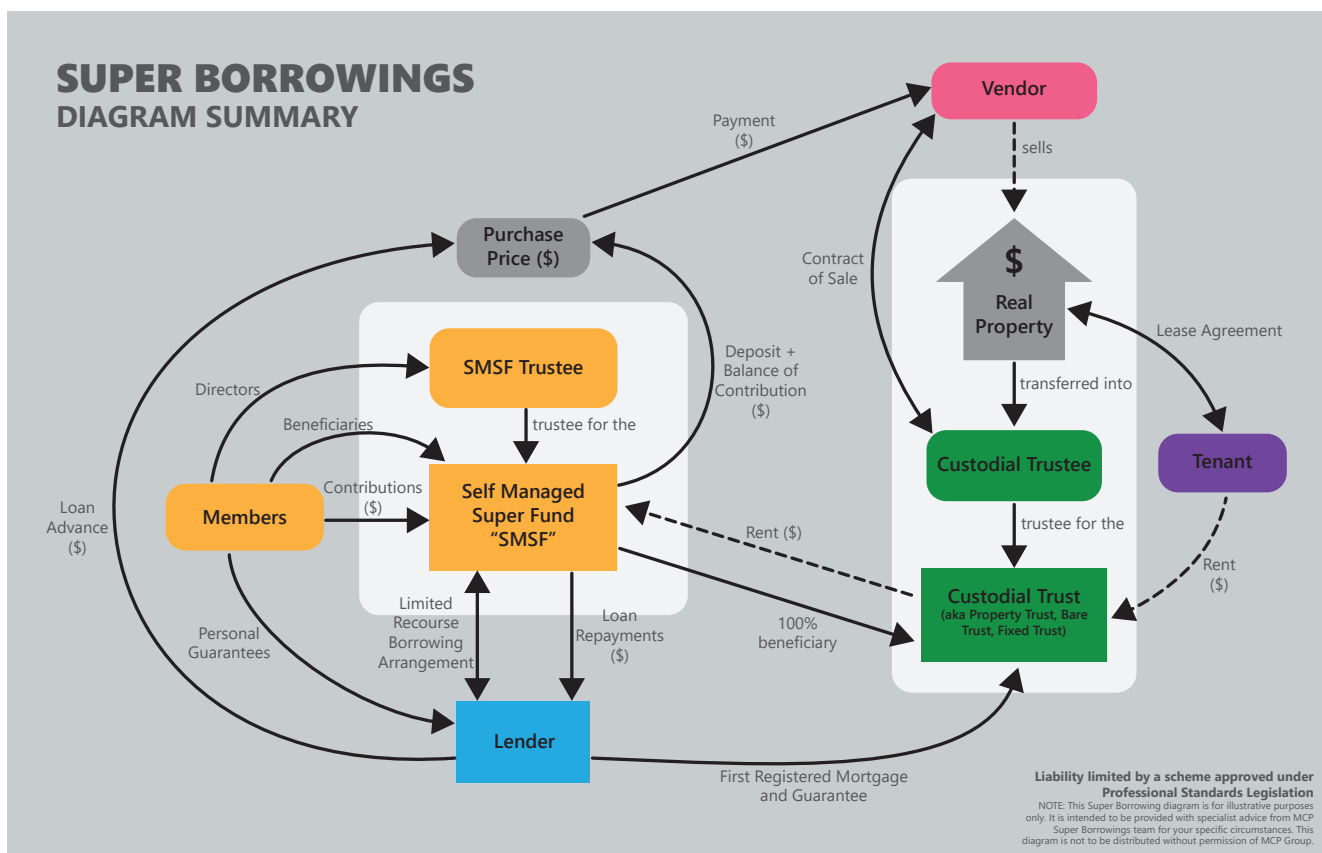 SUPER BORROWINGS
DIAGRAM SUMMARY
Vendor
Payment
($)
sells
Purchase
Price ($)
Contract
of Sale
$
Real
Property
Lease Agreement
SMSF Trustee
Deposit +
Balance of
Contribution
($)
Directors
transferred into
Beneficiaries
trustee for the
Custodial Trustee
Tenant
Contributions
($)
Self Managed
Super Fund
“SMSF”
Members
Loan
Advance
($)
Rent ($)
trustee for the
Rent
($)
Custodial Trust
(aka Property Trust, Bare
Trust, Fixed Trust)
Limited
Recourse
Borrowing
Arrangement
Loan
Repayments
($)
100%
beneficiary
Personal
Guarantees
Lender
First Registered Mortgage
and Guarantee
Liability limited by a scheme approved under
Professional Standards Legislation
NOTE: This Super Borrowing diagram is for illustrative purposes
only. It is intended to be provided with specialist advice from MCP
Super Borrowings team for your specific circumstances. This
diagram is not to be distributed without permission of MCP Group.